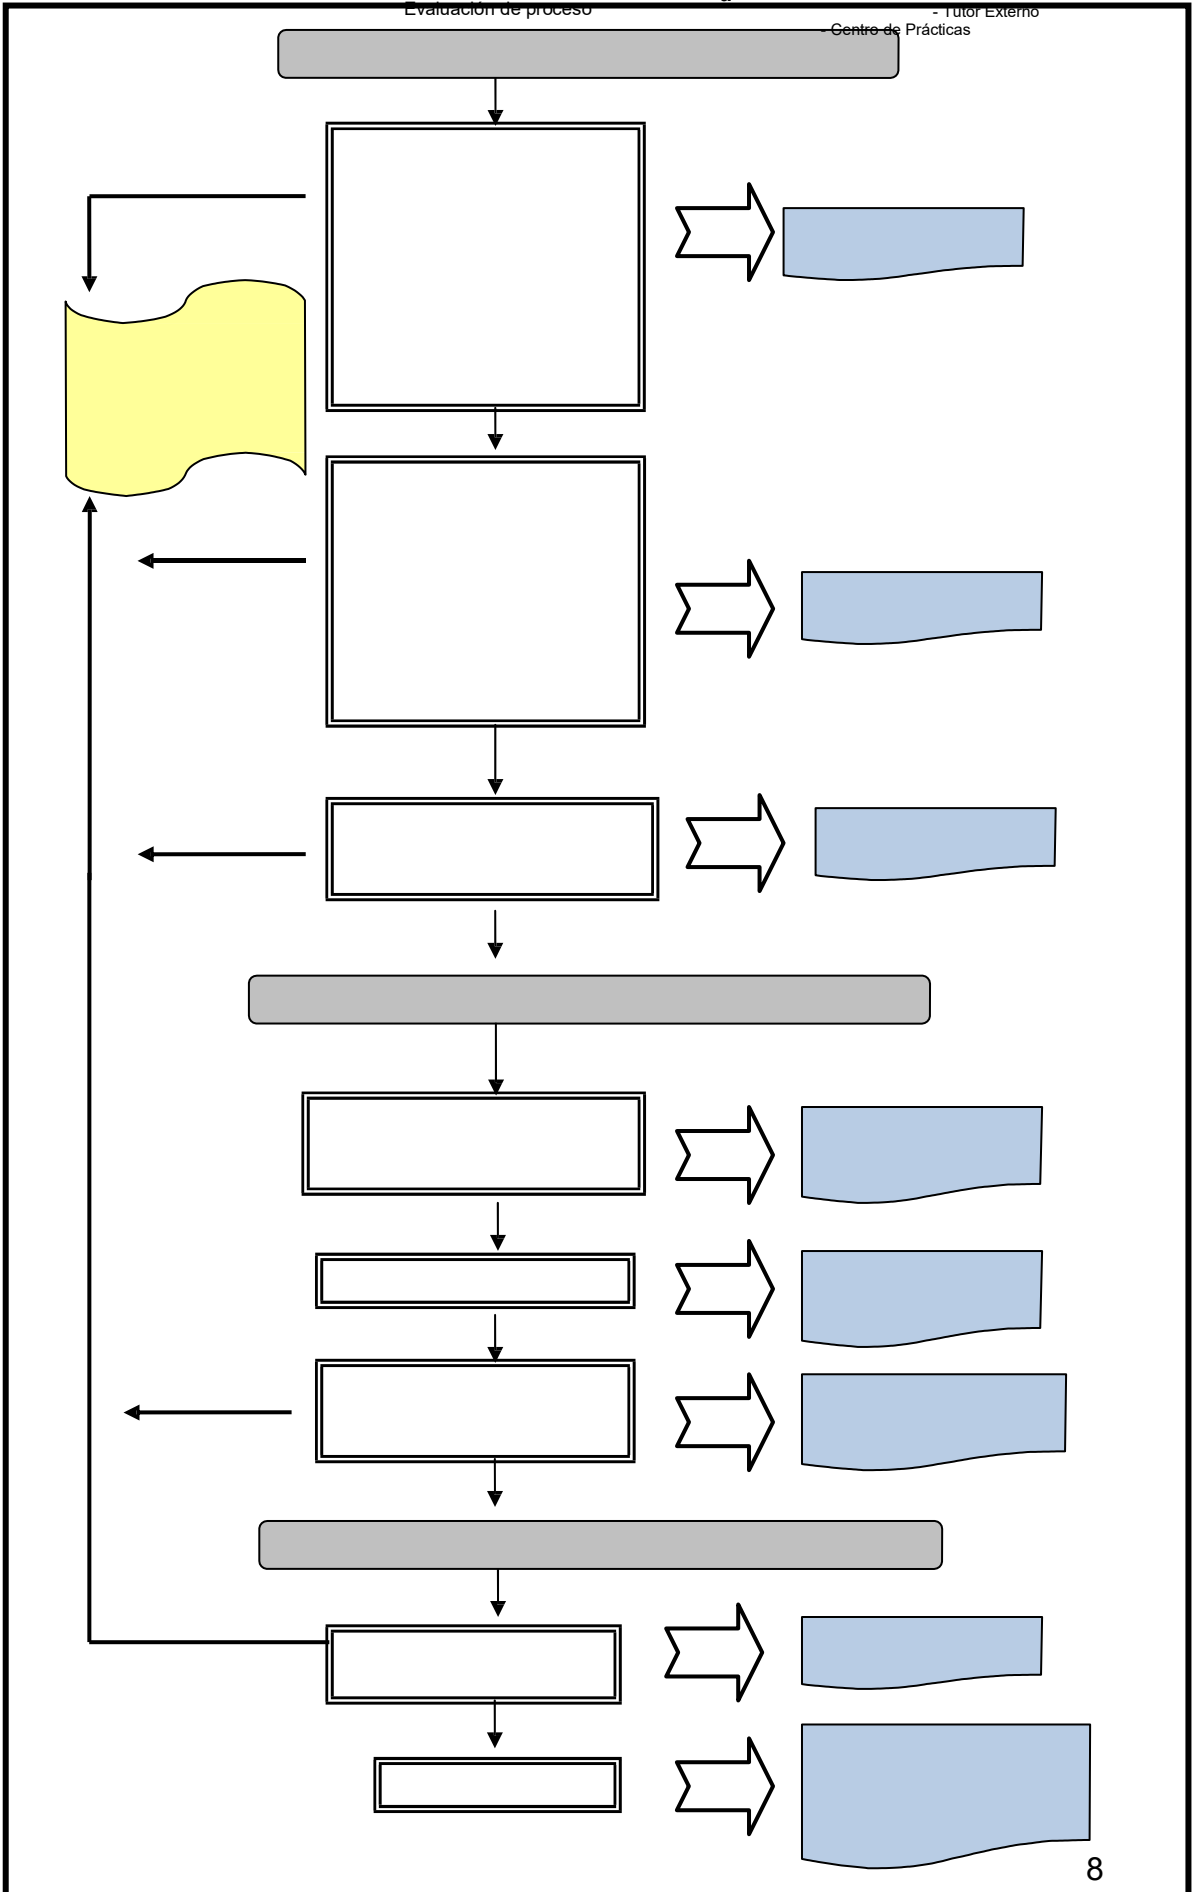 Evaluación de proceso
- Tutor Externo
- Centro de Prácticas
8